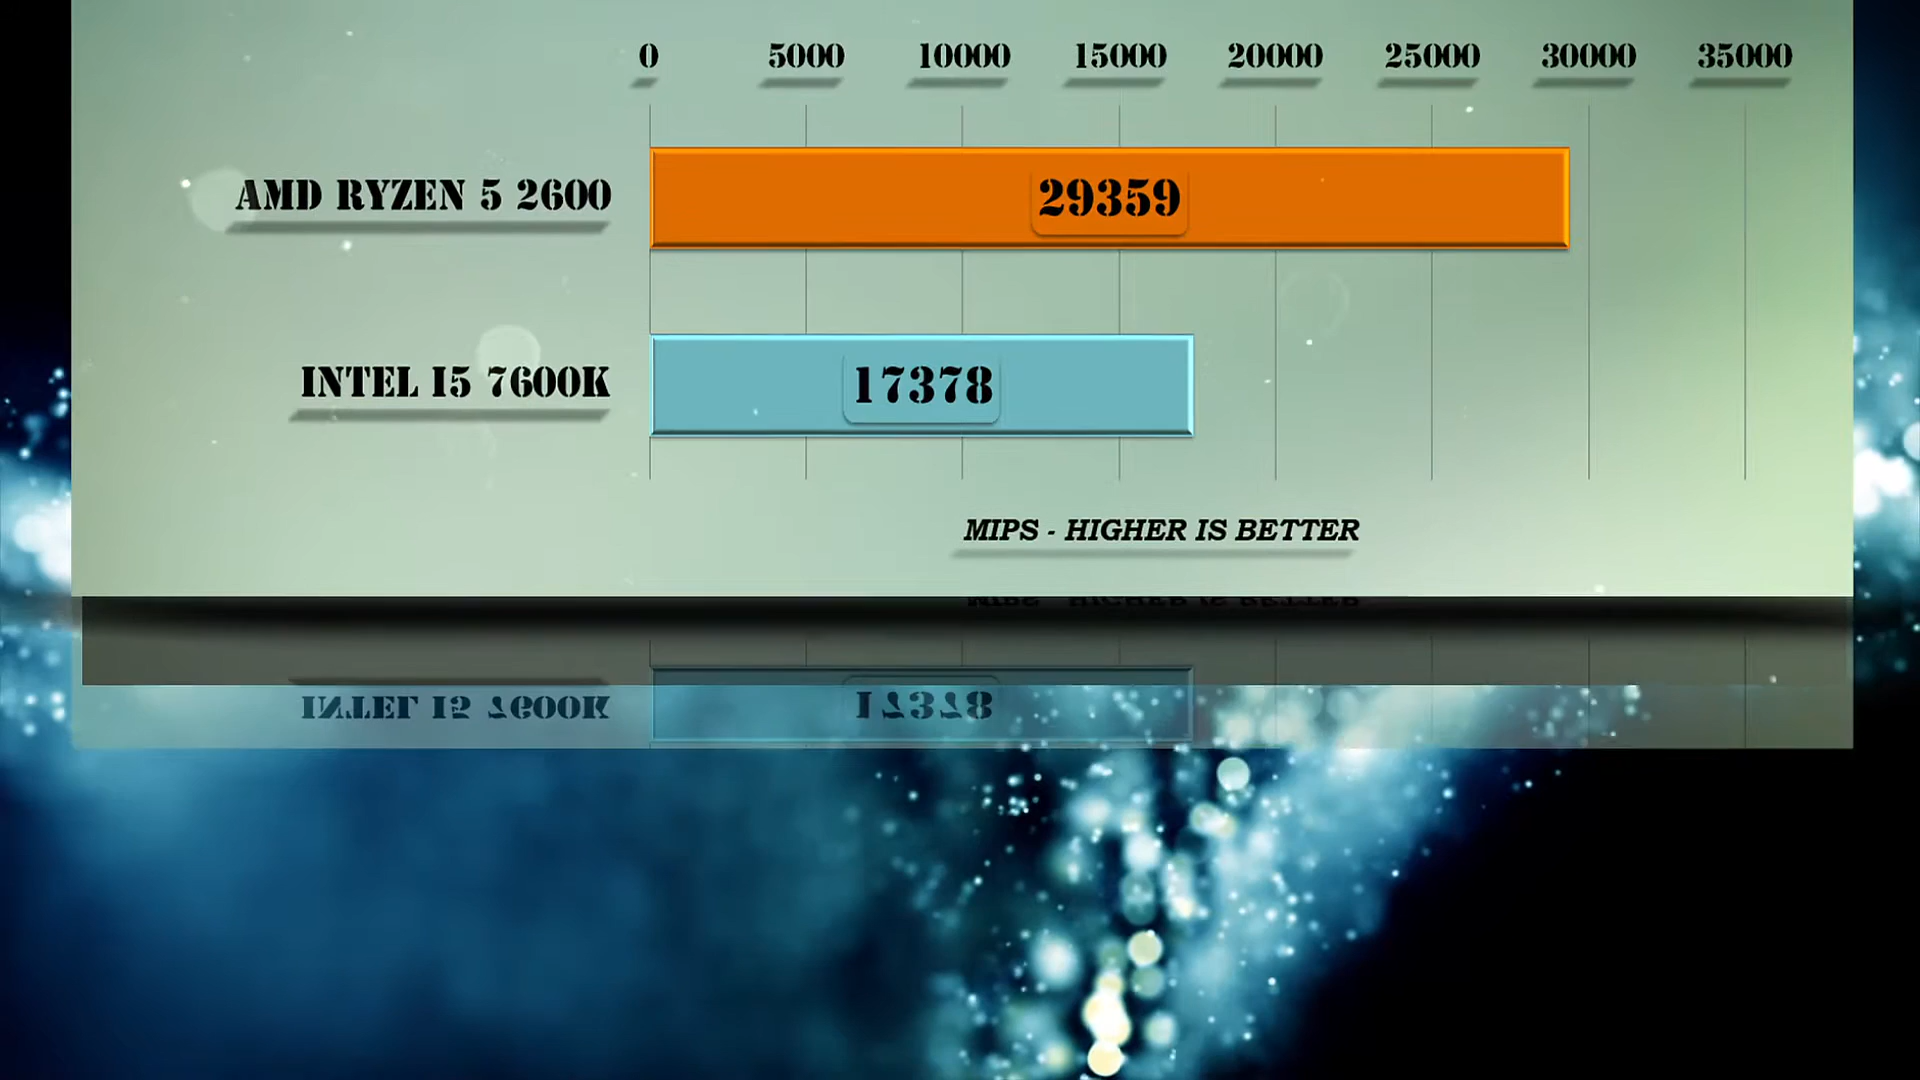 0 5000 10000 15000 20000 25000 30000 35000
AMD RYZEN 5 2600 29359
INTEL I5 7600K 17378
MIPS - HIGHER IS BETTER